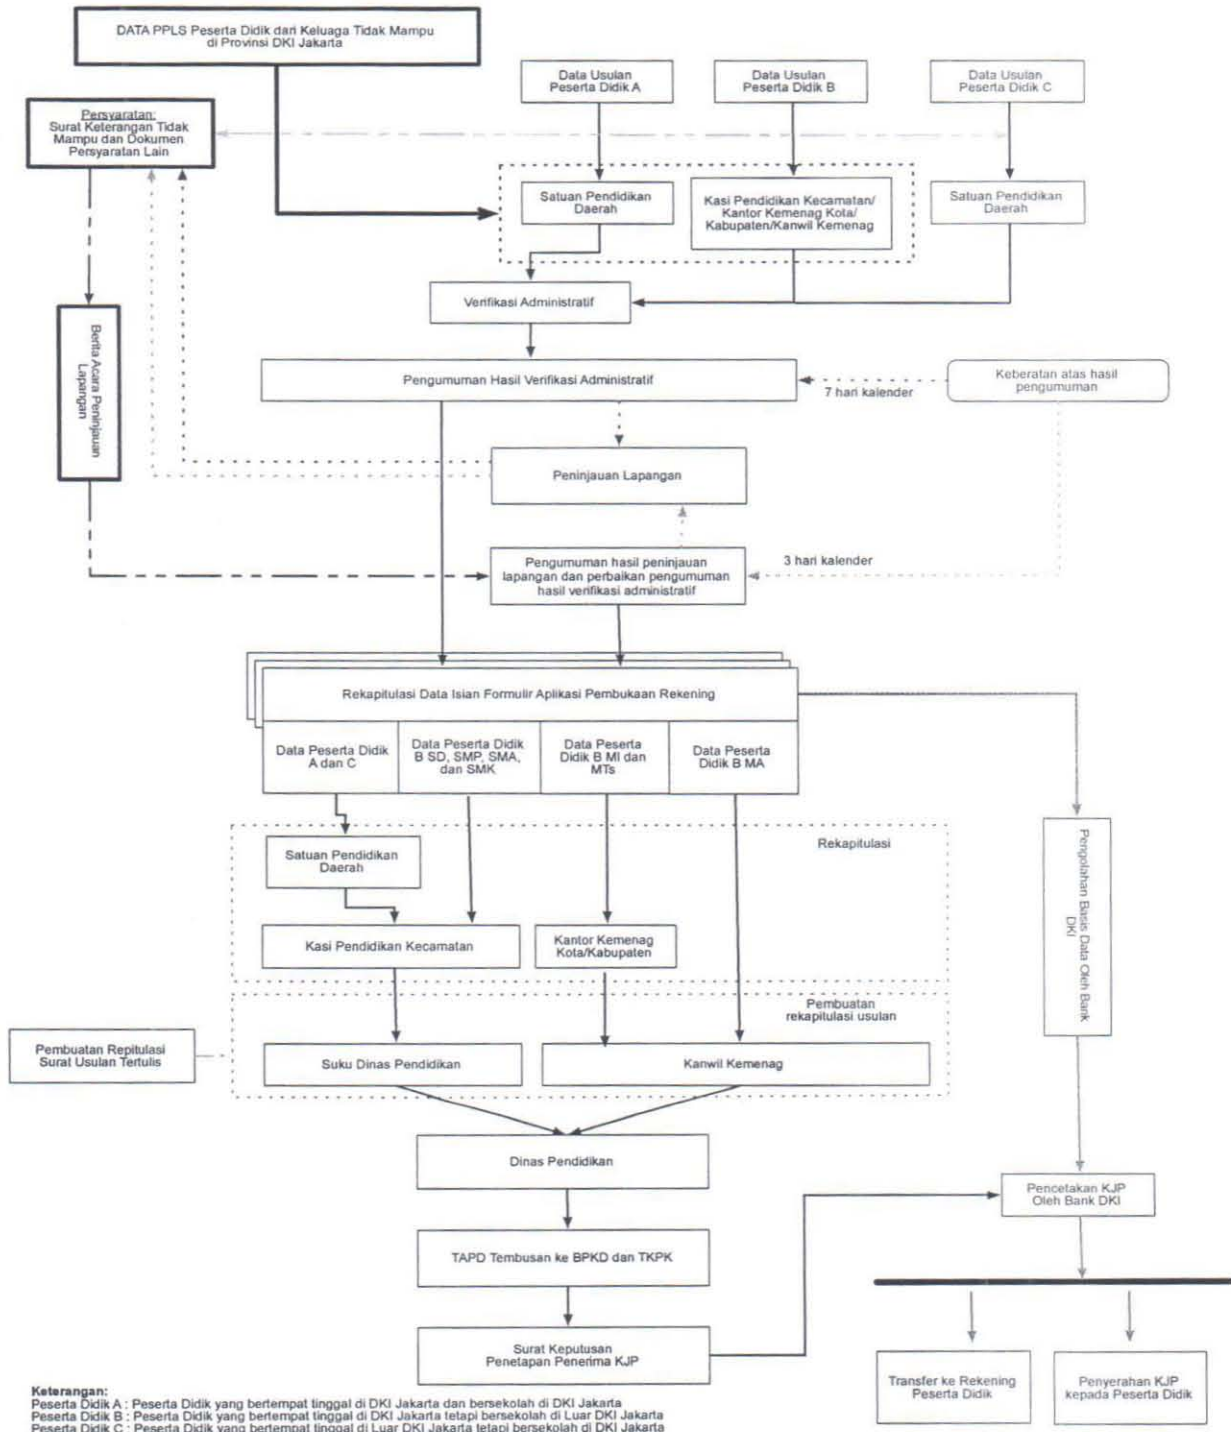 DATA PPLS Peserta Didik dari Keluaga Tidak Mampu
di Provinsi DKI Jakarta
Data Usulan
Peserta Didik A
Data Usulan
Peserta Didik B
Data Usulan
Peserta Didik C
Persyaratan:
Surat Keterangan Tidak
Mampu dan Dokumen
Persyaratan Lain
Satuan Pendidikan
Daerah
Kasi Pendidikan Kecamatan/
Kantor Kemenag Kota/
Kabupaten/Kanwil Kemenag
Satuan Pendidikan
Daerah
Verifikasi Administratif
Berita Acara Peninjauan
Lapangan
Pengumuman Hasil Verifikasi Administratif
Keberatan atas hasil
pengumuman
7 hari kalender
Peninjauan Lapangan
Pengumuman hasil peninjauan
lapangan dan perbaikan pengumuman
hasil verifikasi administratif
3 hari kalender
Rekapitulasi Data Isian Formulir Aplikasi Pembukaan Rekening
Data Peserta Didik
A dan C
Data Peserta Didik
B SD, SMP, SMA,
dan SMK
Data Peserta
Didik B MI dan
MTs
Data Peserta
Didik B MA
Rekapitulasi
Satuan Pendidikan
Daerah
Pengolahan Basis Data Oleh Bank
DKI
Kasi Pendidikan Kecamatan
Kantor Kemenag
Kota/Kabupaten
Pembuatan
rekapitulasi usulan
Pembuatan Repitulasi
Surat Usulan Tertulis
Suku Dinas Pendidikan
Kanwil Kemenag
Dinas Pendidikan
Pencetakan KJP
Oleh Bank DKI
TAPD Tembusan ke BPKD dan TKPK
Surat Keputusan
Penetapan Penerima KJP
Transfer ke Rekening
Peserta Didik
Penyerahan KJP
kepada Peserta Didik
Keterangan:
Peserta Didik A : Peserta Didik yang bertempat tinggal di DKI Jakarta dan bersekolah di DKI Jakarta
Peserta Didik B : Peserta Didik yang bertempat tinggal di DKI Jakarta tetapi bersekolah di Luar DKI Jakarta
Peserta Didik C : Peserta Didik yang bertempat tinggal di Luar DKI Jakarta tetapi bersekolah di DKI Jakarta